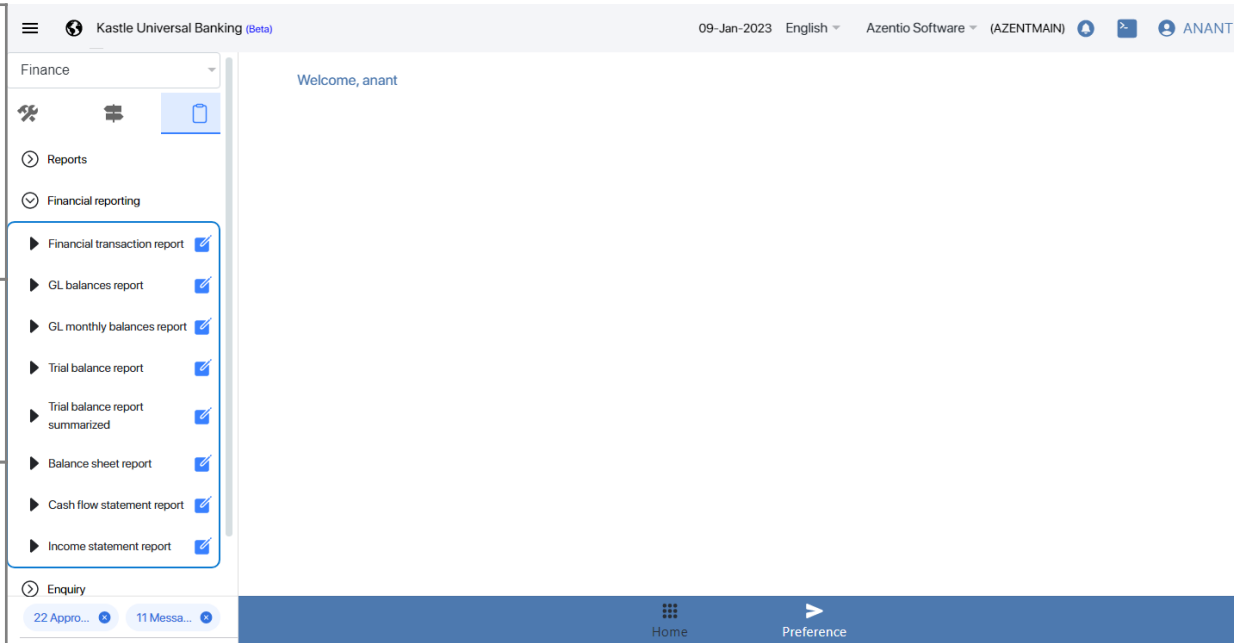 Kastle Universal Banking (Beta)
09-Jan-2023 English Azentio Software (AZENTMAIN) ANANT
Finance
Welcome, anant
Reports
Financial reporting
Financial transaction report
GL balances report
GL monthly balances report
Trial balance report
Trial balance report
summarized
Balance sheet report
Cash flow statement report
Income statement report
Enquiry
22 Appro... 11 Messa...
Home Preference